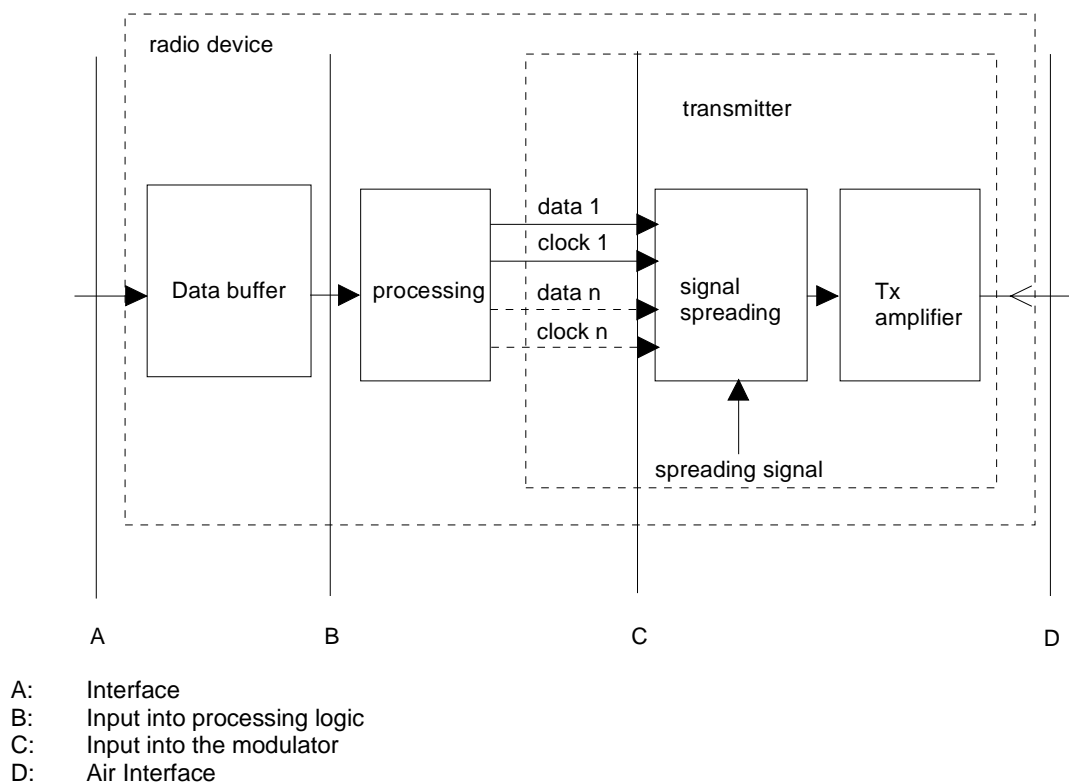 radio device
transmitter
data 1
clock 1
Data buffer
processing
data n
clock n
signal
spreading
Tx
amplifier
spreading signal
A
B
C
D
A: Interface
B: Input into processing logic
C: Input into the modulator
D: Air Interface